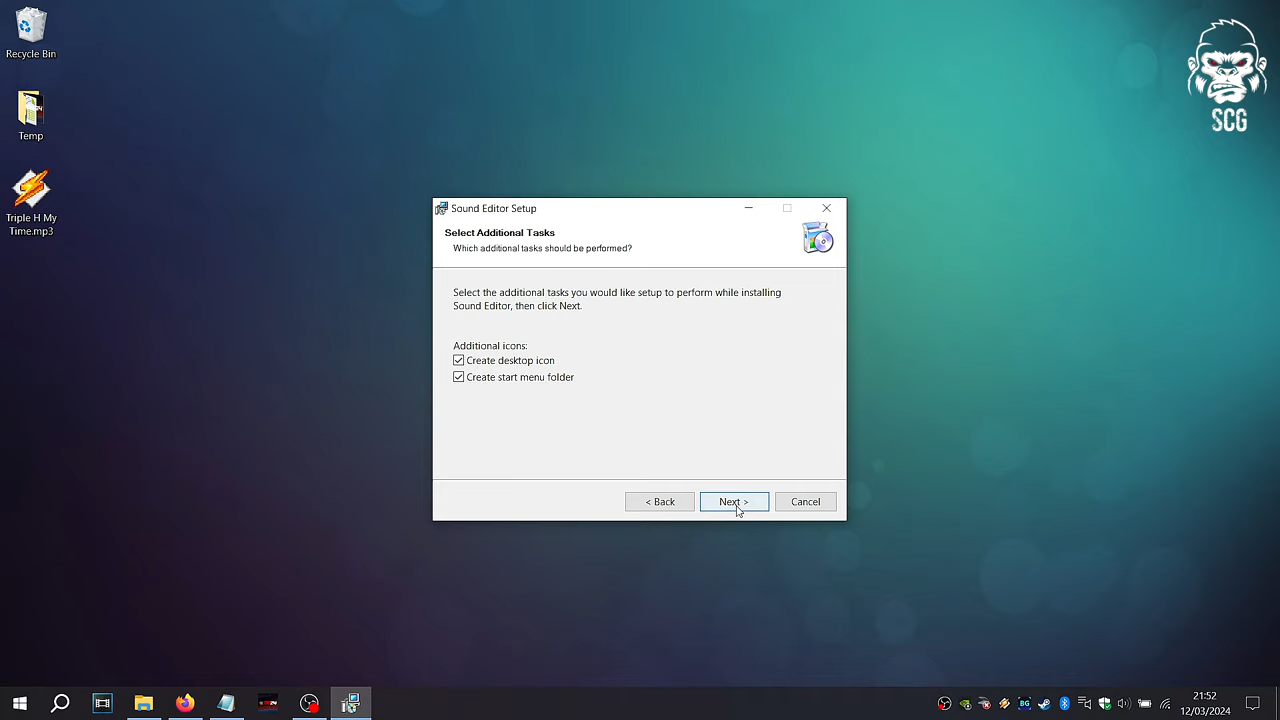 Recycle Bin
Temp
Triple H My
Time.mp3
SCG
Sound Editor Setup
Select Additional Tasks
Which additional tasks should be performed?
Select the additional tasks you would like setup to perform while installing
Sound Editor, then click Next.
Additional icons:
Create desktop icon
Create start menu folder
< Back
Next >
Cancel
BG
21:52
12/03/2024